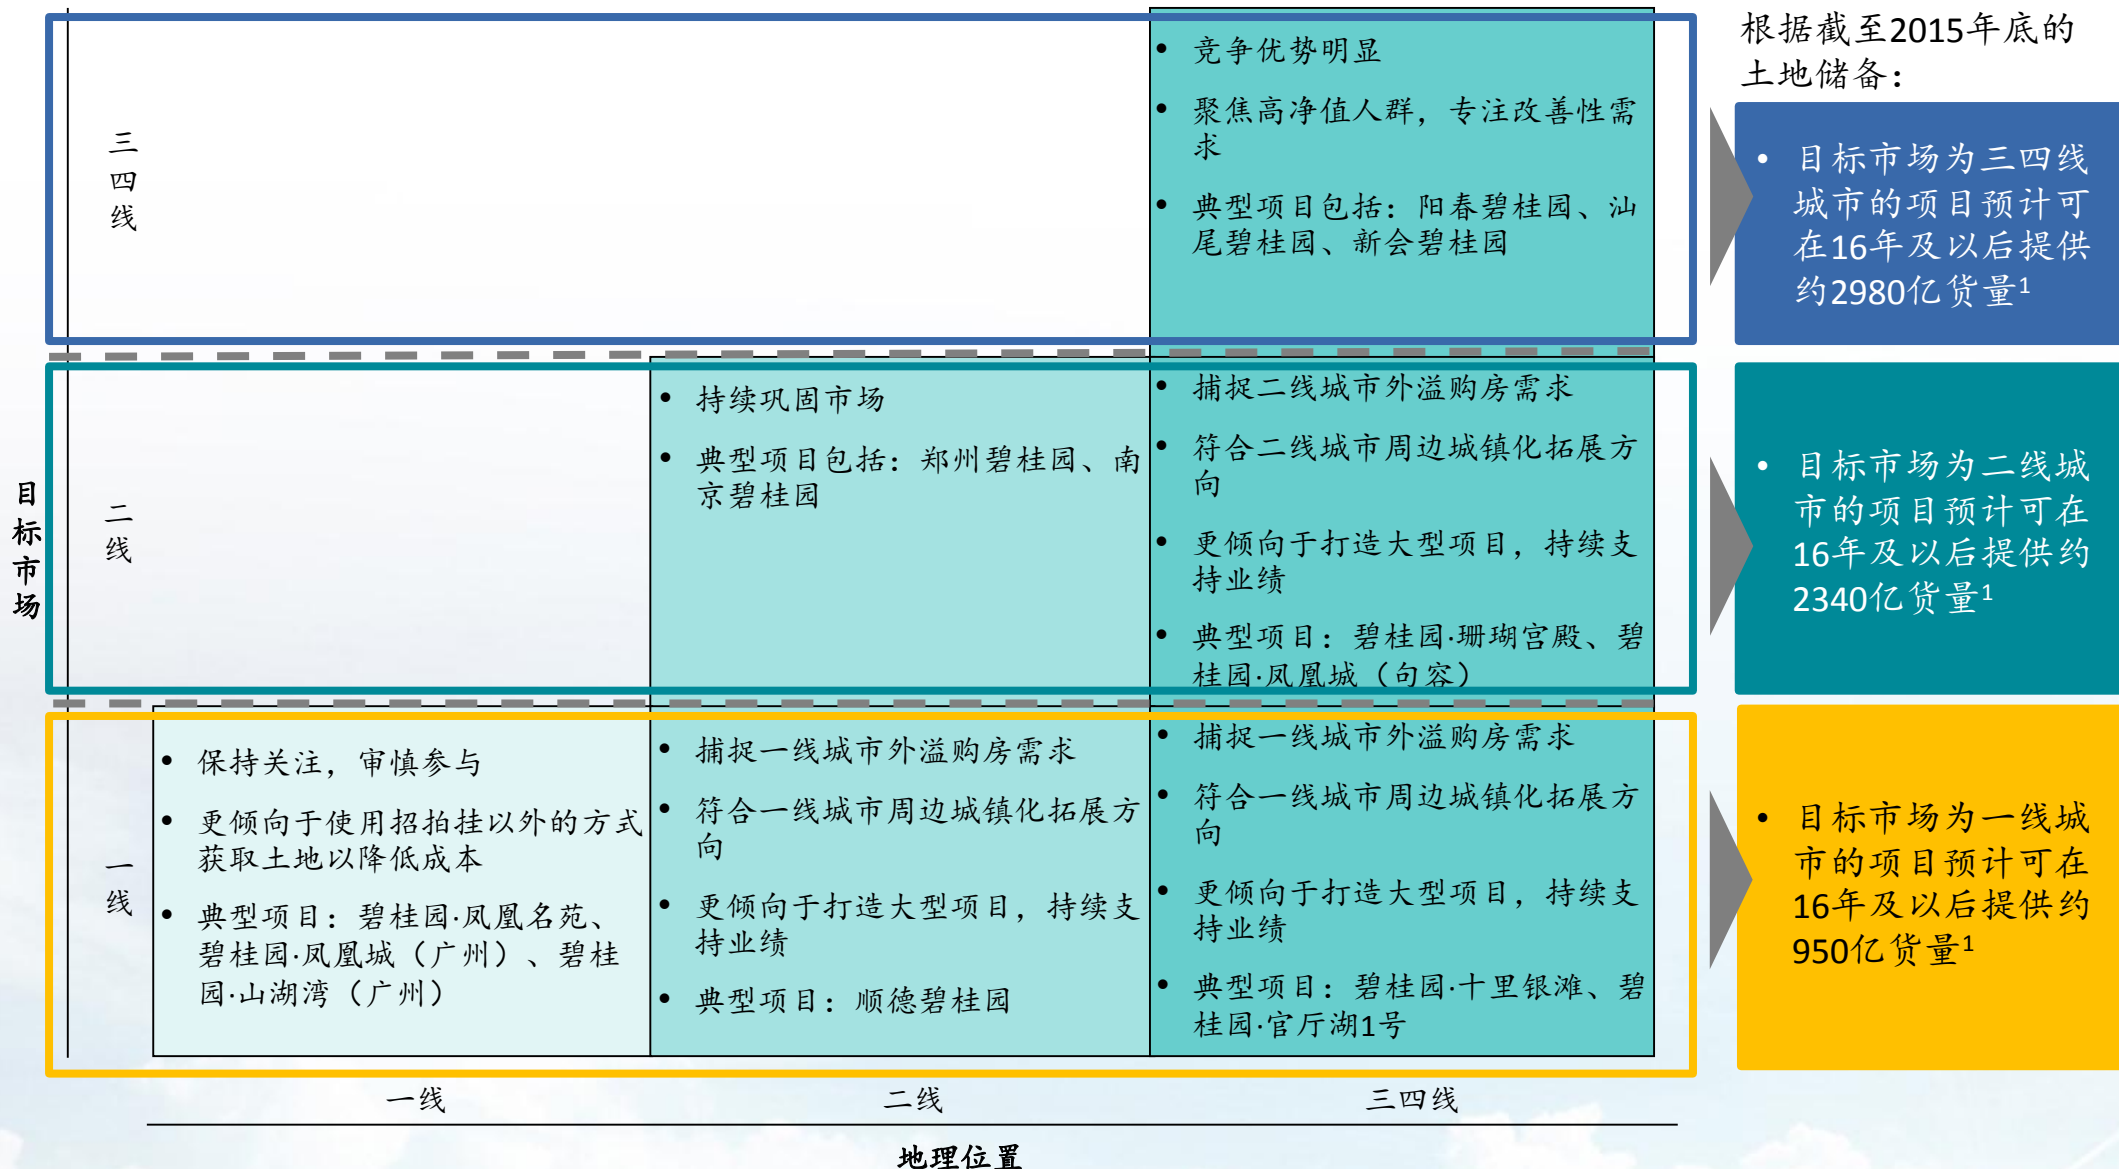 根据截至2015年底的
土地储备：
目标市场
三四线
• 竞争优势明显
• 聚焦高净值人群，专注改善性需
求
• 典型项目包括：阳春碧桂园、汕
尾碧桂园、新会碧桂园
• 目标市场为三四线
城市的项目预计可
在16年及以后提供
约2980亿货量¹
二线
• 持续巩固市场
• 典型项目包括：郑州碧桂园、南
京碧桂园
• 捕捉二线城市外溢购房需求
• 符合二线城市周边城镇化拓展方
向
• 更倾向于打造大型项目，持续支
持业绩
• 典型项目：碧桂园·珊瑚宫殿、碧
桂园·凤凰城（句容）
• 目标市场为二线城
市的项目预计可在
16年及以后提供约
2340亿货量¹
一线
• 保持关注，审慎参与
• 更倾向于使用招拍挂以外的方式
获取土地以降低成本
• 典型项目：碧桂园·凤凰名苑、
碧桂园·凤凰城（广州）、碧桂
园·山湖湾（广州）
• 捕捉一线城市外溢购房需求
• 符合一线城市周边城镇化拓展方
向
• 更倾向于打造大型项目，持续支
持业绩
• 典型项目：顺德碧桂园
• 捕捉一线城市外溢购房需求
• 符合一线城市周边城镇化拓展方
向
• 更倾向于打造大型项目，持续支
持业绩
• 典型项目：碧桂园·十里银滩、碧
桂园·官厅湖1号
• 目标市场为一线城
市的项目预计可在
16年及以后提供约
950亿货量¹
一线
二线
三四线
地理位置